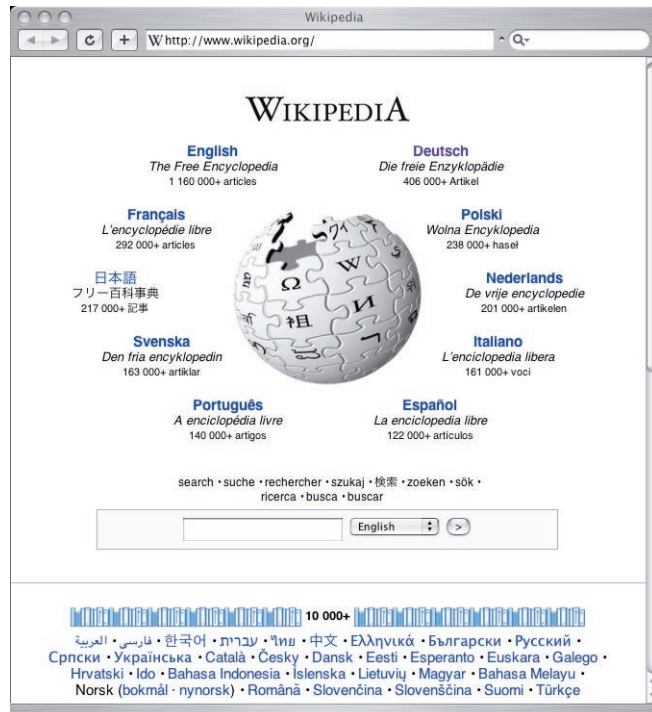 Wikipedia
W http://www.wikipedia.org/
WIKIPEDIA
English
The Free Encyclopedia
1 160 000+ articles
Deutsch
Die freie Enzyklopädie
406 000+ Artikel
Français
L'encyclopédie libre
292 000+ articles
Polski
Wolna Encyklopedia
238 000+ haseł
日本語
フリー百科事典
217 000+ 記事
Nederlands
De vrije encyclopedie
201 000+ artikelen
Svenska
Den fria encyklopedin
163 000+ artiklar
Italiano
L'enciclopedia libera
161 000+ voci
Português
A enciclopédia livre
140 000+ artigos
Español
La enciclopedia libre
122 000+ artículos
Ω W И 祖
search • suche • rechercher • szukaj • 検索 • zoeken • sök •
ricerca • busca • buscar
English >
10 000+
العربية • فارسی • 한국어 • עברית • ไทย • 中文 • Ελληνικά • Български • Русский •
Српски • Українська • Català • Česky • Dansk • Eesti • Esperanto • Euskara • Galego •
Hrvatski • Ido • Bahasa Indonesia • Íslenska • Lietuvių • Magyar • Bahasa Melayu •
Norsk (bokmål • nynorsk) • Română • Slovenčina • Slovenščina • Suomi • Türkçe